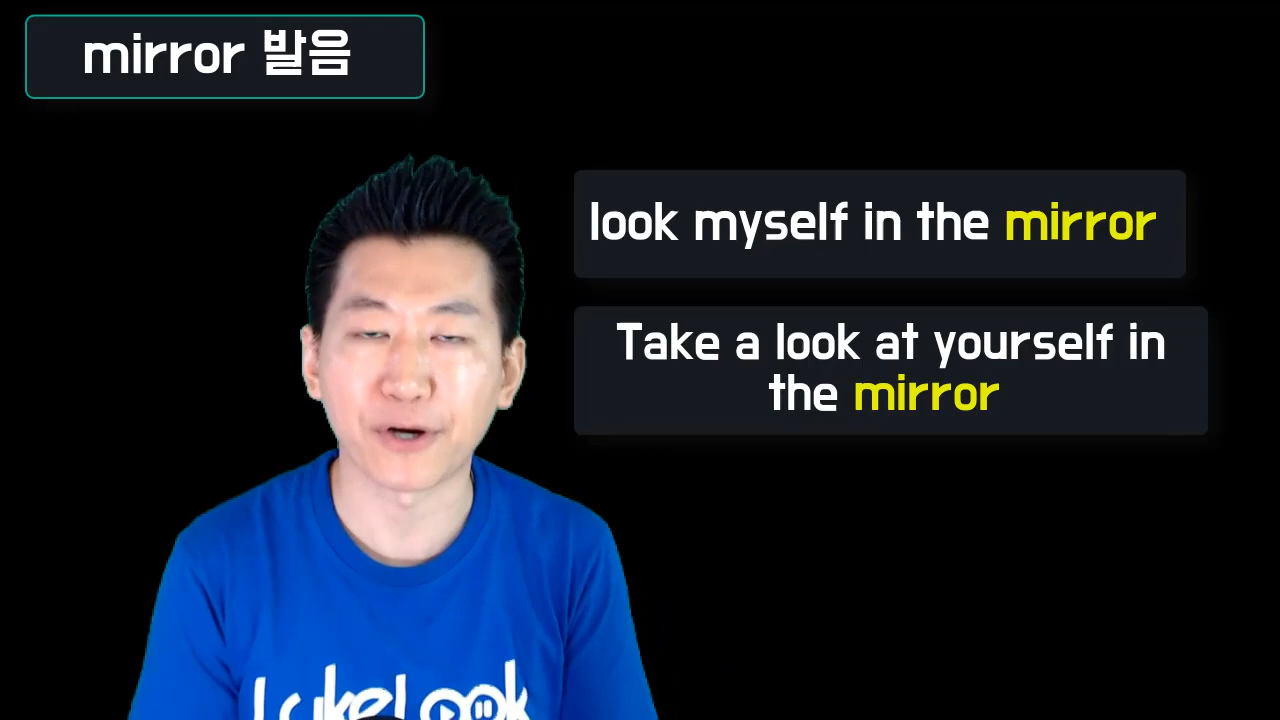 mirror 발음
look myself in the mirror
Take a look at yourself in
the mirror
LukeLook